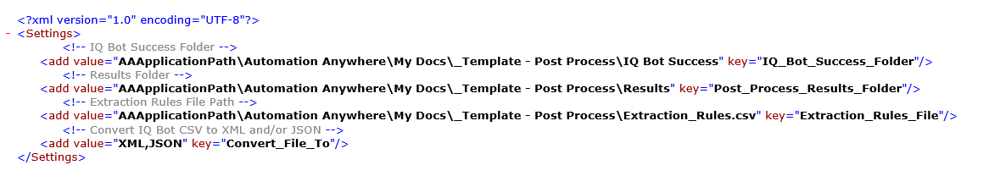 <?xml version="1.0" encoding="UTF-8"?>
- <Settings>
<!-- IQ Bot Success Folder -->
<add value="AAApplicationPath\Automation Anywhere\My Docs\_Template - Post Process\IQ Bot Success" key="IQ_Bot_Success_Folder"/>
<!-- Results Folder -->
<add value="AAApplicationPath\Automation Anywhere\My Docs\_Template - Post Process\Results" key="Post_Process_Results_Folder"/>
<!-- Extraction Rules File Path -->
<add value="AAApplicationPath\Automation Anywhere\My Docs\_Template - Post Process\Extraction_Rules.csv" key="Extraction_Rules_File"/>
<!-- Convert IQ Bot CSV to XML and/or JSON -->
<add value="XML,JSON" key="Convert_File_To"/>
</Settings>